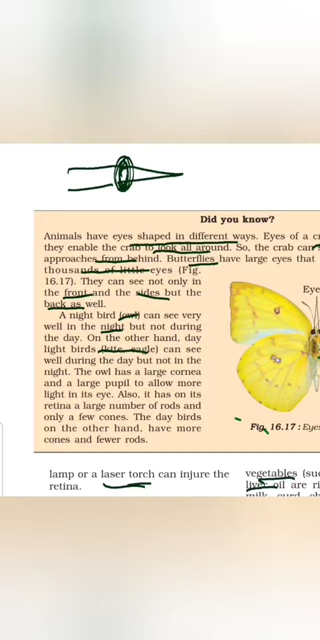 Did you know?
Animals have eyes shaped in different ways. Eyes of a
they enable the crab to look all around. So, the crab can
approaches from behind. Butterflies have large eyes that
thousands of little eyes (Fig.
16.17). They can see not only in
the front and the sides but the
back as well.
A night bird (owl) can see very
well in the night but not during
the day. On the other hand, day
light birds (kite, eagle) can see
well during the day but not in the
night. The owl has a large cornea
and a large pupil to allow more
light in its eye. Also, it has on its
retina a large number of rods and
only a few cones. The day birds
on the other hand, have more
cones and fewer rods.
Eye
Fig. 16.17 : Eye
lamp or a laser torch can injure the
retina.
vegetables (su
liver oil are ri